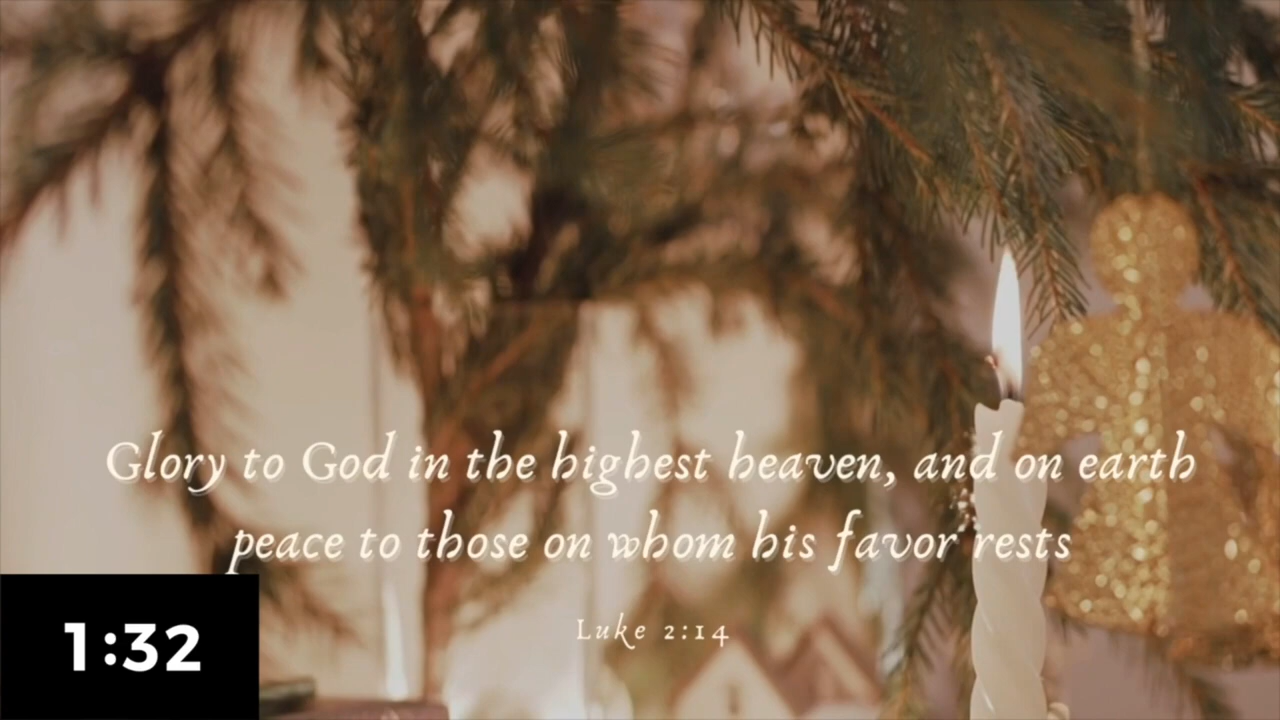 Glory to God in the highest heaven, and on earth
peace to those on whom his favor rests
Luke 2:14
1:32